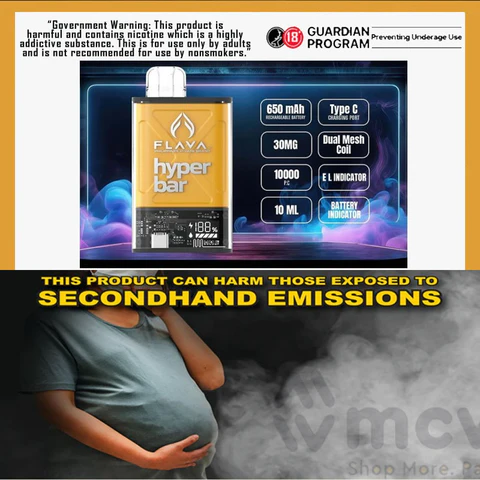 "Government Warning: This product is
harmful and contains nicotine which is a highly
addictive substance. This is for use only by adults
and is not recommended for use by nonsmokers."
18+
GUARDIAN
PROGRAM
Preventing Underage Use
FLAVA
hyper
bar
188%
650 mAh
RECHARGEABLE BATTERY
Type C
CHARGING PORT
30MG
Dual Mesh
Coil
10000
E L INDICATOR
10 ML
BATTERY
INDICATOR
THIS PRODUCT CAN HARM THOSE EXPOSED TO
SECONDHAND EMISSIONS
mcv
Shop More. Pa